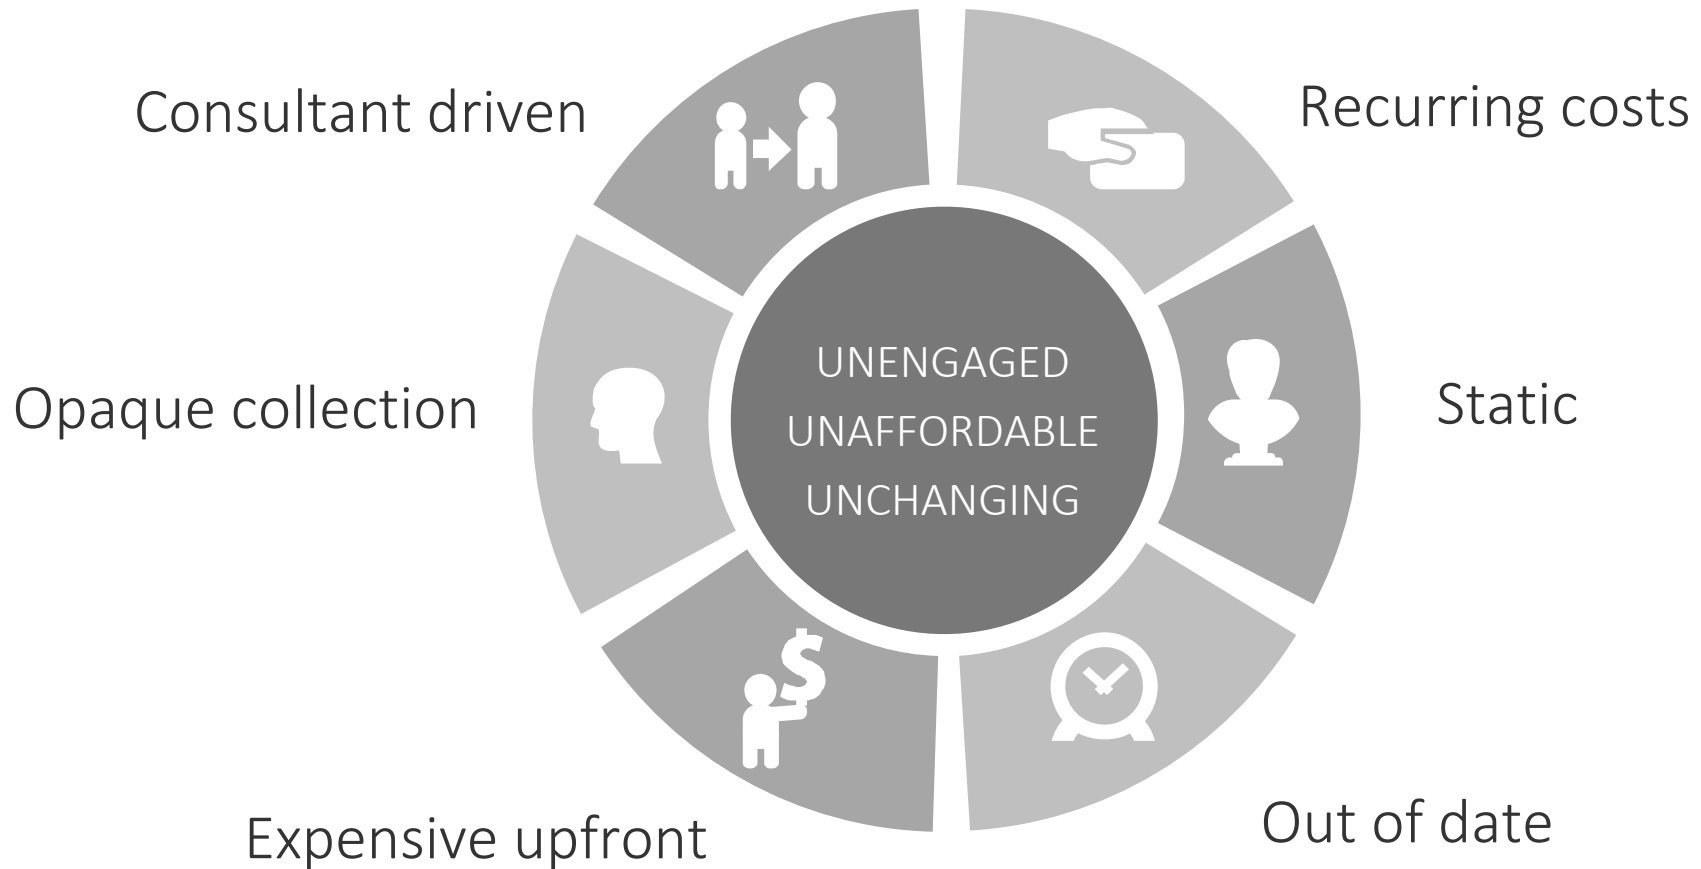 Consultant driven
Recurring costs
Opaque collection
UNENGAGED
UNAFFORDABLE
UNCHANGING
Static
Expensive upfront
Out of date